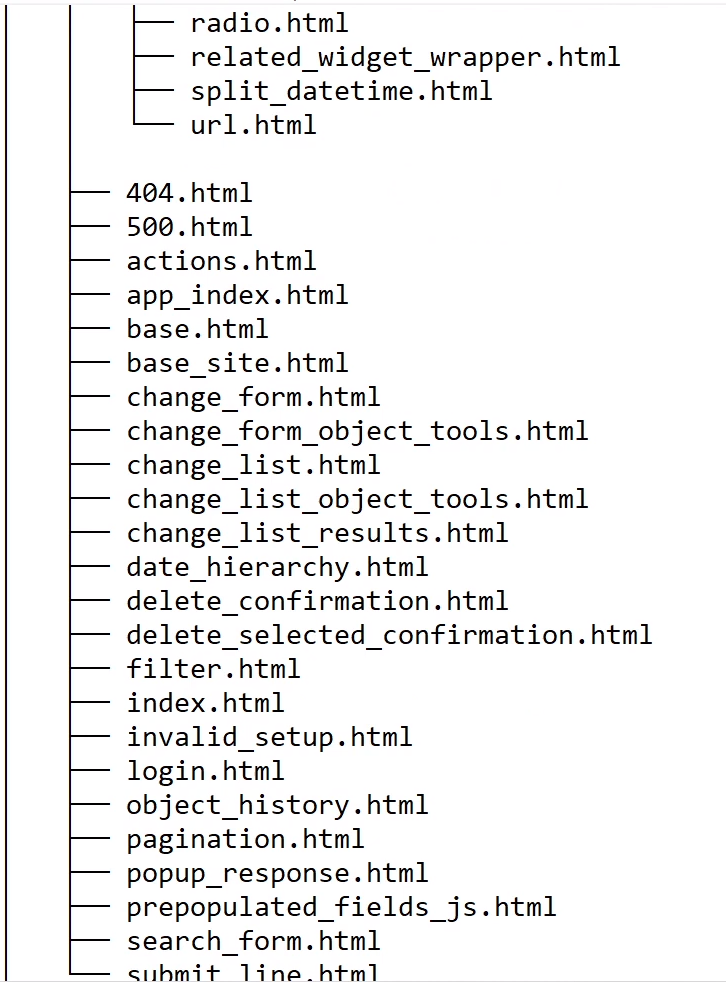 radio.html
related_widget_wrapper.html
split_datetime.html
url.html
404.html
500.html
actions.html
app_index.html
base.html
base_site.html
change_form.html
change_form_object_tools.html
change_list.html
change_list_object_tools.html
change_list_results.html
date_hierarchy.html
delete_confirmation.html
delete_selected_confirmation.html
filter.html
index.html
invalid_setup.html
login.html
object_history.html
pagination.html
popup_response.html
prepopulated_fields_js.html
search_form.html
submit_line.html